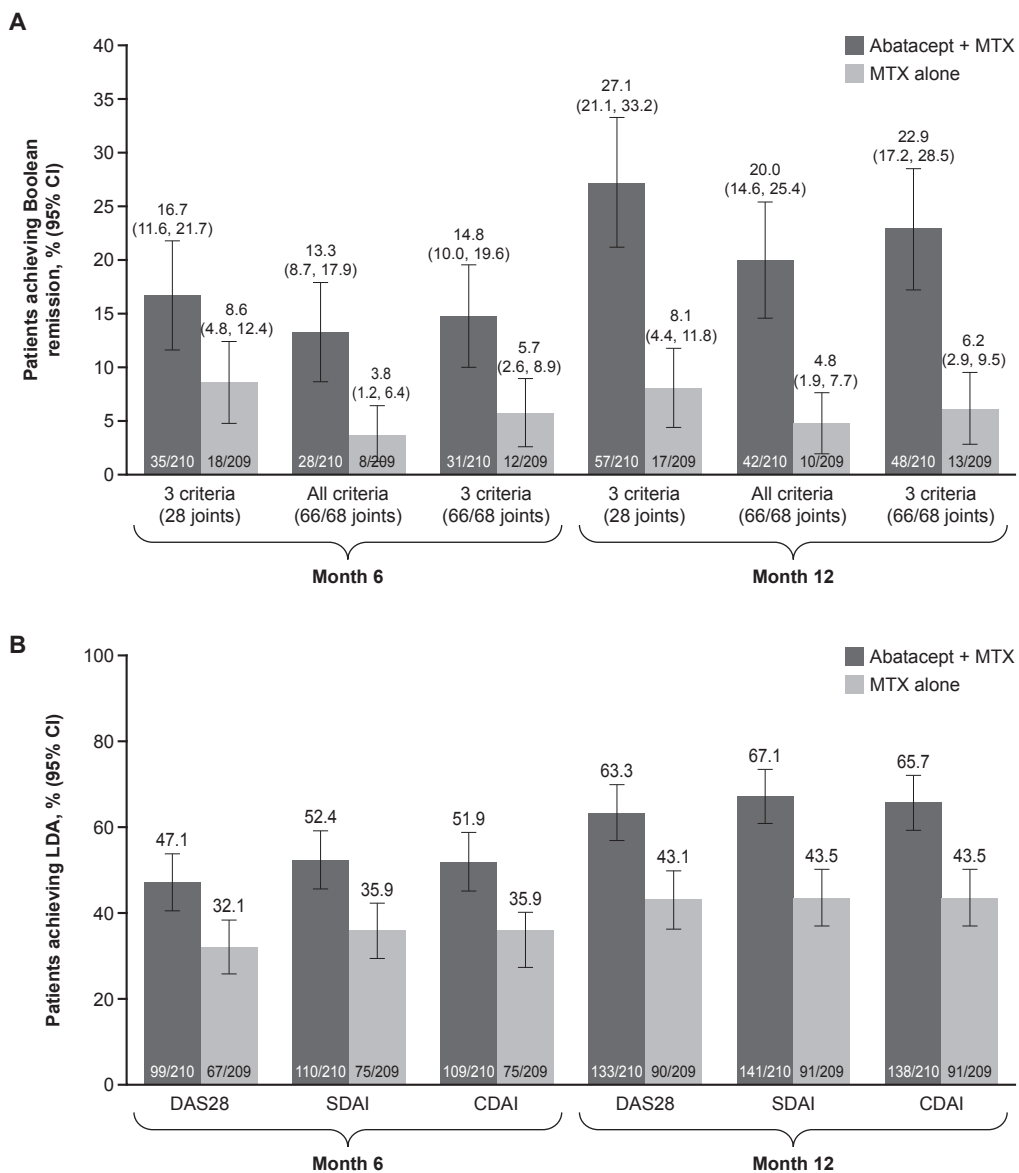 A
Abatacept + MTX
MTX alone
Patients achieving Boolean
remission, % (95% CI)
40
35
30
25
20
15
10
5
0
16.7
(11.6, 21.7)
8.6
(4.8, 12.4)
13.3
(8.7, 17.9)
3.8
(1.2, 6.4)
14.8
(10.0, 19.6)
5.7
(2.6, 8.9)
27.1
(21.1, 33.2)
8.1
(4.4, 11.8)
20.0
(14.6, 25.4)
4.8
(1.9, 7.7)
22.9
(17.2, 28.5)
6.2
(2.9, 9.5)
35/210 18/209 28/210 8/209 31/210 12/209 57/210 17/209 42/210 10/209 48/210 13/209
3 criteria
(28 joints)
All criteria
(66/68 joints)
3 criteria
(66/68 joints)
3 criteria
(28 joints)
All criteria
(66/68 joints)
3 criteria
(66/68 joints)
Month 6
Month 12
B
Abatacept + MTX
MTX alone
Patients achieving LDA, % (95% CI)
100
80
60
40
20
0
47.1
32.1
52.4
35.9
51.9
35.9
63.3
43.1
67.1
43.5
65.7
43.5
99/210 67/209 110/210 75/209 109/210 75/209 133/210 90/209 141/210 91/209 138/210 91/209
DAS28 SDAI CDAI DAS28 SDAI CDAI
Month 6
Month 12